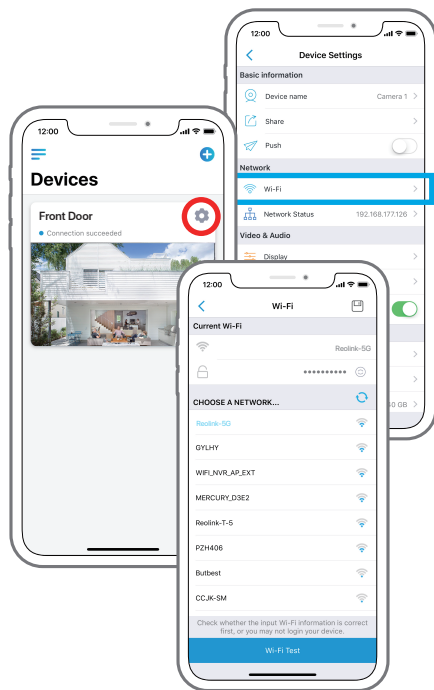 12:00
Devices
Front Door
Connection succeeded
12:00
Device Settings
Basic information
Device name Camera 1
Share
Push
Network
Wi-Fi
Network Status 192.168.177.126
Video & Audio
Display
GB
12:00
Wi-Fi
Current Wi-Fi
Reolink-5G
••••••••••
CHOOSE A NETWORK...
Reolink-5G
GYLHY
WIFI_NVR_AP_EXT
MERCURY_D3E2
Reolink-T-5
PZH406
Butbest
CCJK-SM
Check whether the input Wi-Fi information is correct
first, or you may not login your device.
Wi-Fi Test